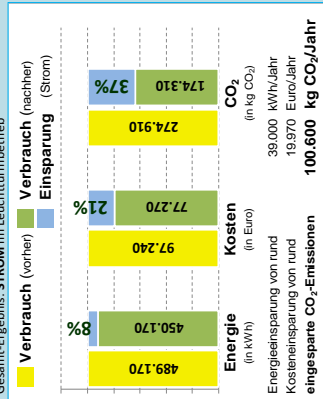 Gesamt-Ergebnis: STROM im Leuchtturmbetrieb
Verbrauch (vorher)
Verbrauch (nachher)
Einsparung (Strom)
8%
21%
37%
489.170
450.170
97.240
77.270
274.910
174.310
Energie
(in kWh)
Kosten
(in Euro)
CO₂
(in kg CO₂)
Energieeinsparung von rund 39.000 kWh/Jahr
Kosteneinsparung von rund 19.970 Euro/Jahr
eingesparte CO₂-Emissionen 100.600 kg CO₂/Jahr